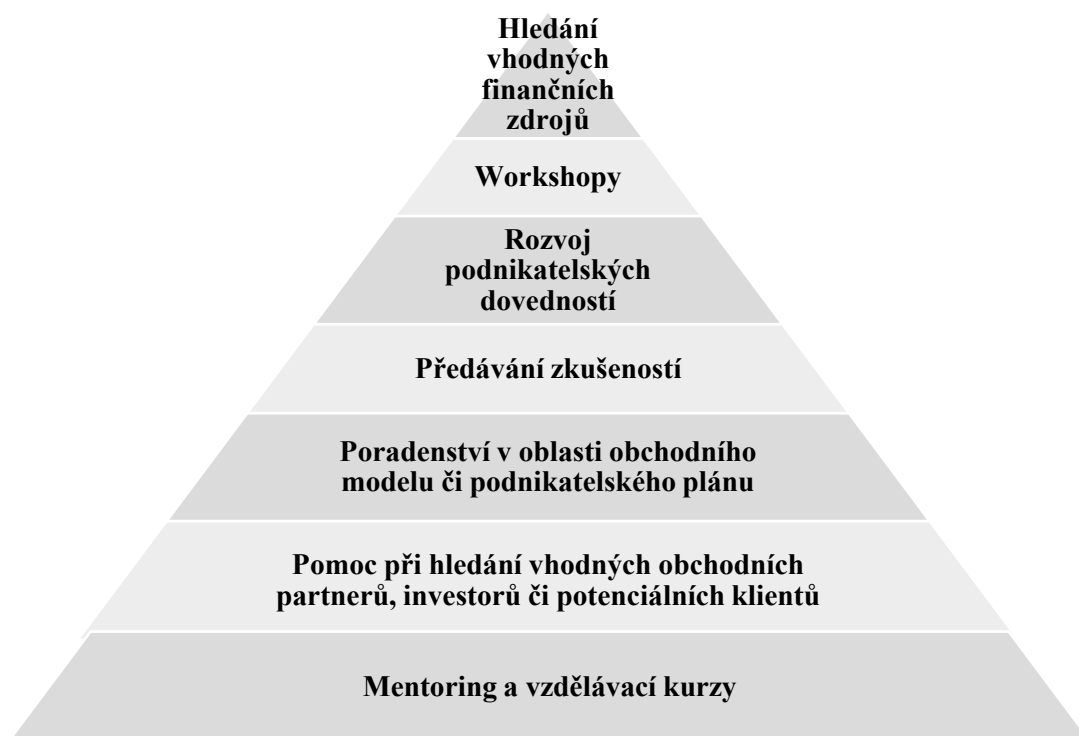 Hledání
vhodných
finančních
zdrojů
Workshopy
Rozvoj
podnikatelských
dovedností
Předávání zkušeností
Poradenství v oblasti obchodního
modelu či podnikatelského plánu
Pomoc při hledání vhodných obchodních
partnerů, investorů či potenciálních klientů
Mentoring a vzdělávací kurzy